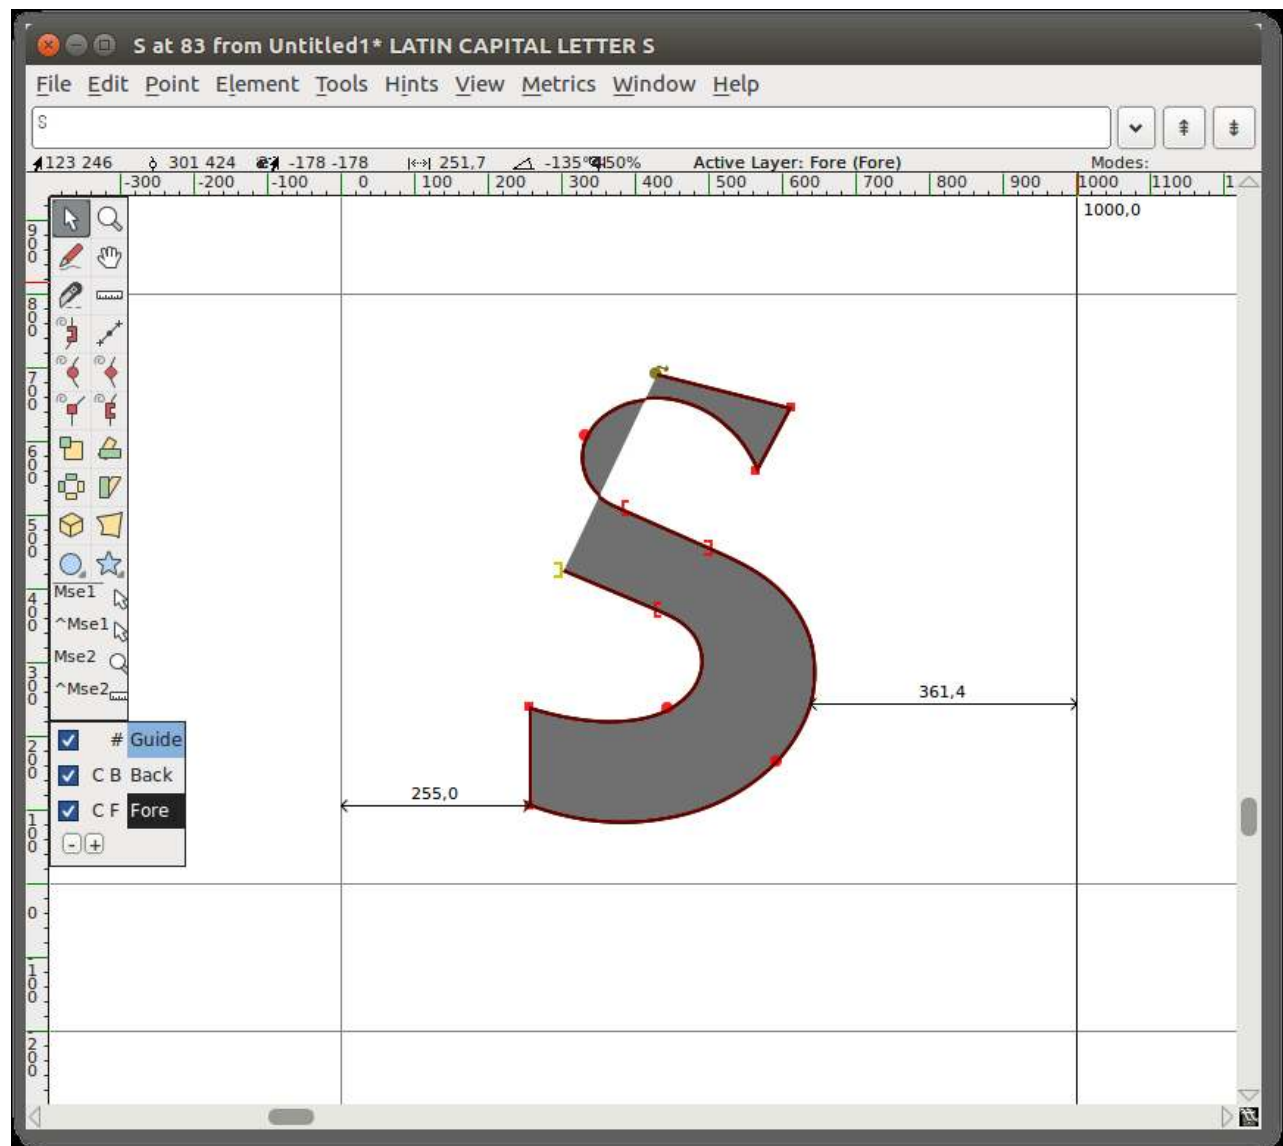 S at 83 from Untitled1* LATIN CAPITAL LETTER S
File Edit Point Element Tools Hints View Metrics Window Help
S
123 246 301 424 -178 -178 251,7 -135° 50% Active Layer: Fore (Fore) Modes:
-300 -200 -100 0 100 200 300 400 500 600 700 800 900 1000 1100 1
1000,0
900
800
700
600
500
400
300
200
100
0
-100
-200
Mse1
^Mse1
Mse2
^Mse2
361,4
# Guide
C B Back
255,0
C F Fore
- +